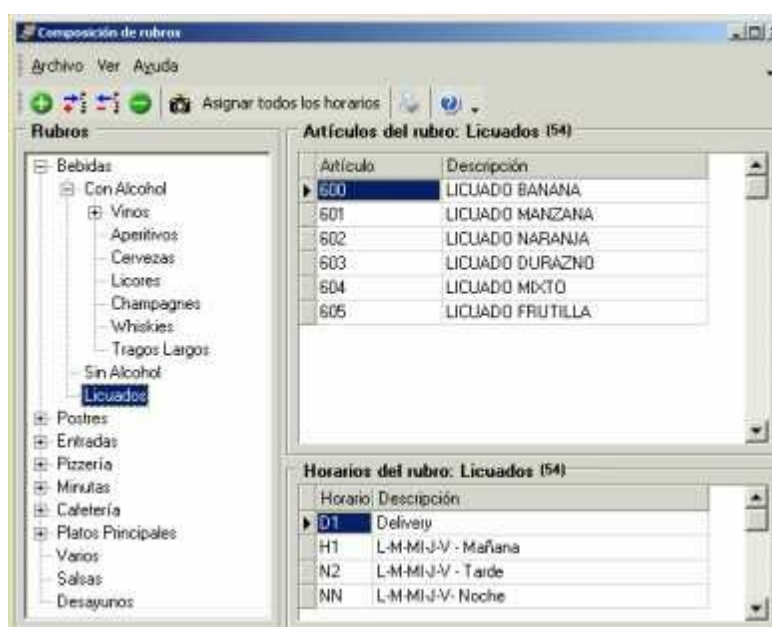 Composición de rubros
Archivo Ver Ayuda
Asignar todos los horarios
Rubros
Bebidas
Con Alcohol
Vinos
Aperitivos
Cervezas
Licores
Champagnes
Whiskies
Tragos Largos
Sin Alcohol
Licuados
Postres
Entradas
Pizzería
Minutas
Cafetería
Platos Principales
Varios
Salsas
Desayunos
Artículos del rubro: Licuados (54)
Artículo Descripción
600 LICUADO BANANA
601 LICUADO MANZANA
602 LICUADO NARANJA
603 LICUADO DURAZNO
604 LICUADO MIXTO
605 LICUADO FRUTILLA
Horarios del rubro: Licuados (54)
Horario Descripción
D1 Delivery
H1 L-M-MI-J-V - Mañana
N2 L-M-MI-J-V - Tarde
NN L-M-MI-J-V- Noche